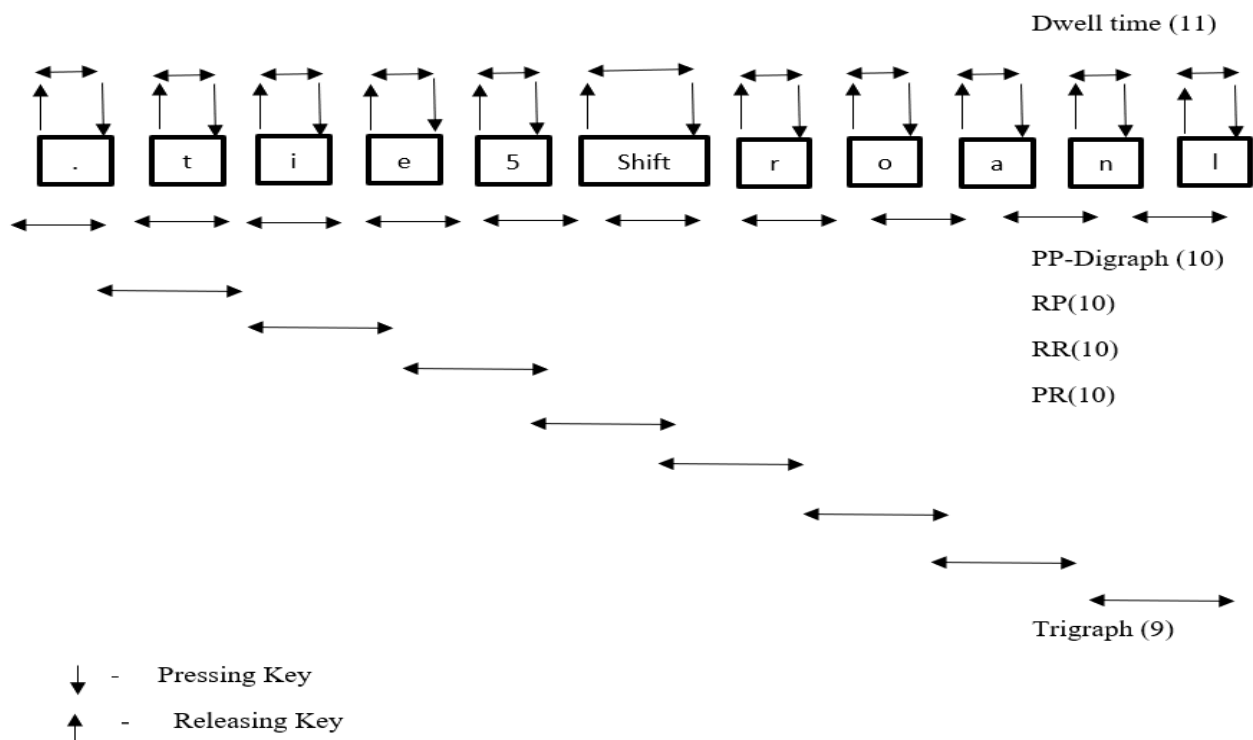 Dwell time (11)
. t i e 5 Shift r o a n l
PP-Digraph (10)
RP(10)
RR(10)
PR(10)
Trigraph (9)
- Pressing Key
- Releasing Key